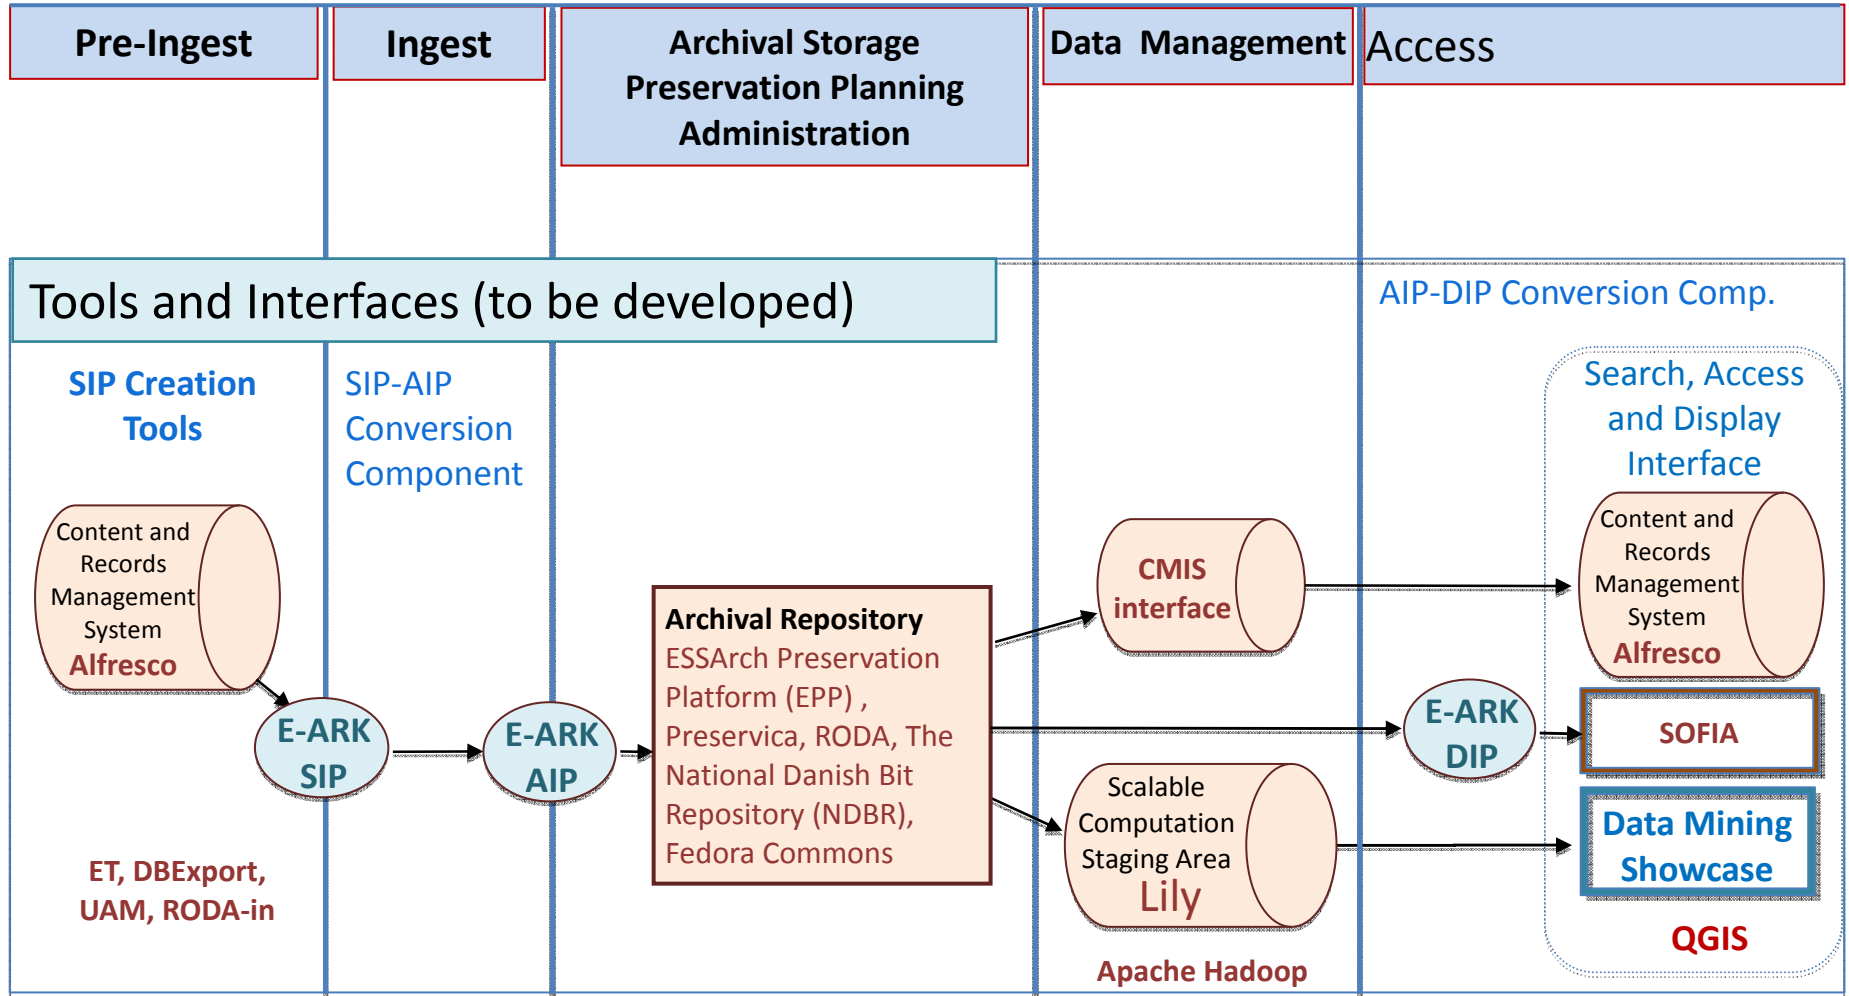 Pre-Ingest
Ingest
Archival Storage
Preservation Planning
Administration
Data Management
Access
Tools and Interfaces (to be developed)
AIP-DIP Conversion Comp.
SIP Creation
Tools
SIP-AIP
Conversion
Component
Search, Access
and Display
Interface
Content and
Records
Management
System
Alfresco
E-ARK
SIP
E-ARK
AIP
ET, DBExport,
UAM, RODA-in
Archival Repository
ESSArch Preservation
Platform (EPP) ,
Preservica, RODA, The
National Danish Bit
Repository (NDBR),
Fedora Commons
CMIS
interface
Scalable
Computation
Staging Area
Lily
Apache Hadoop
E-ARK
DIP
Content and
Records
Management
System
Alfresco
SOFIA
Data Mining
Showcase
QGIS